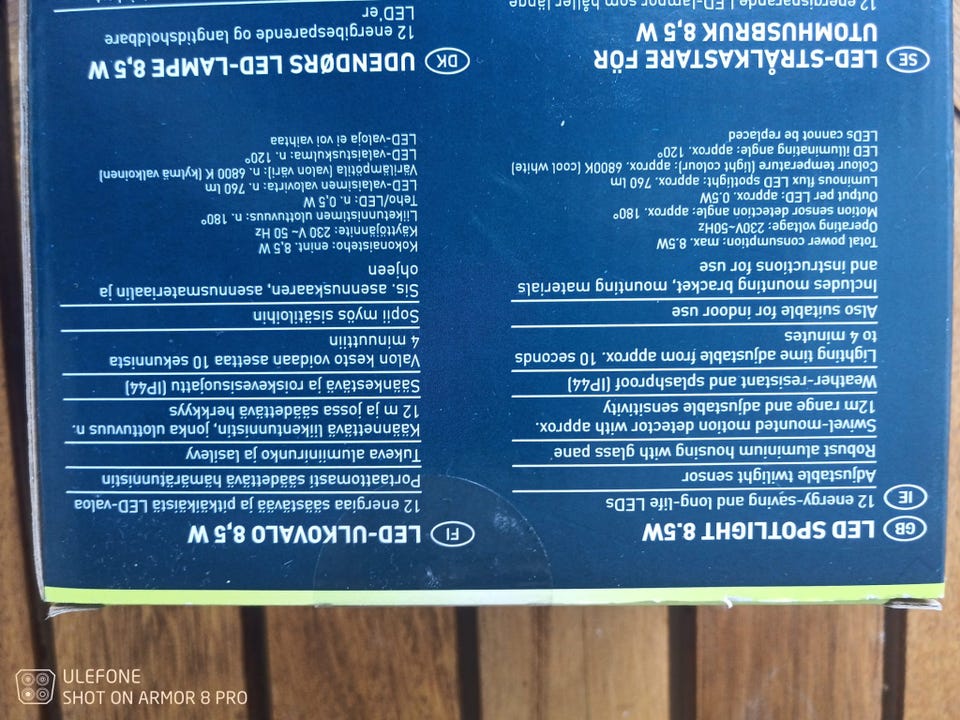 GB
IE
LED SPOTLIGHT 8.5W
12 energy-saving and long-life LEDs
Adjustable twilight sensor
Robust aluminium housing with glass pane
Swivel-mounted motion detector with approx.
12m range and adjustable sensitivity
Weather-resistant and splashproof (IP44)
Lighting time adjustable from approx. 10 seconds
to 4 minutes
Also suitable for indoor use
Includes mounting bracket, mounting materials
and instructions for use
Total power consumption: max. 8.5W
Operating voltage: 230V~50Hz
Motion sensor detection angle: approx. 180°
Output per LED: approx. 0.5W
Luminous flux LED spotlight: approx. 760 lm
Colour temperature (light colour): approx. 6800K (cool white)
LED illuminating angle: approx. 120°
LEDs cannot be replaced
FI
LED-ULKOVALO 8,5 W
12 energiaa säästävää ja pitkäikäistä LED-valoa
Portaattomasti säädettävä hämärätunnistin
Tukeva alumiinirunko ja lasilevy
Käännettävä liikentunnistin, jonka ulottuvuus n.
12 m ja jossa säädettävä herkkyys
Säänkestävä ja roiskevesisuojattu (IP44)
Valon kesto voidaan asettaa 10 sekunnista
4 minuuttiin
Sopii myös sisätiloihin
Sis. asennuskaaren, asennusmateriaalin ja
ohjeen
Kokonaisteho: enint. 8,5 W
Käyttöjännite: 230 V ~ 50 Hz
Liiketunnistimen ulottuvuus: n. 180°
Teho/LED: n. 0,5 W
LED-valaisimen valovirta: n. 760 lm
Värilämpötila (valon väri): n. 6800 K (kylmä valkoinen)
LED-valaistuskulma: n. 120°
LED-valoja ei voi vaihtaa
SE
LED-STRÅLKASTARE FÖR
UTOMHUSBRUK 8,5 W
12 energisparande LED-lampor som håller länge
DK
UDENDØRS LED-LAMPE 8,5 W
12 energibesparende og langtidsholdbare
LED'er
ULEFONE
SHOT ON ARMOR 8 PRO